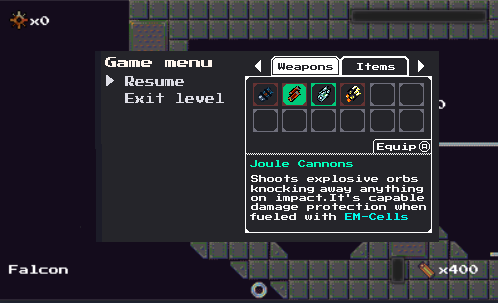 x0
Game menu
Resume
Exit level
Weapons
Items
Equip A
Joule Cannons
Shoots explosive orbs
knocking away anything
on impact.It's capable
damage protection when
fueled with EM-Cells
Falcon
x400